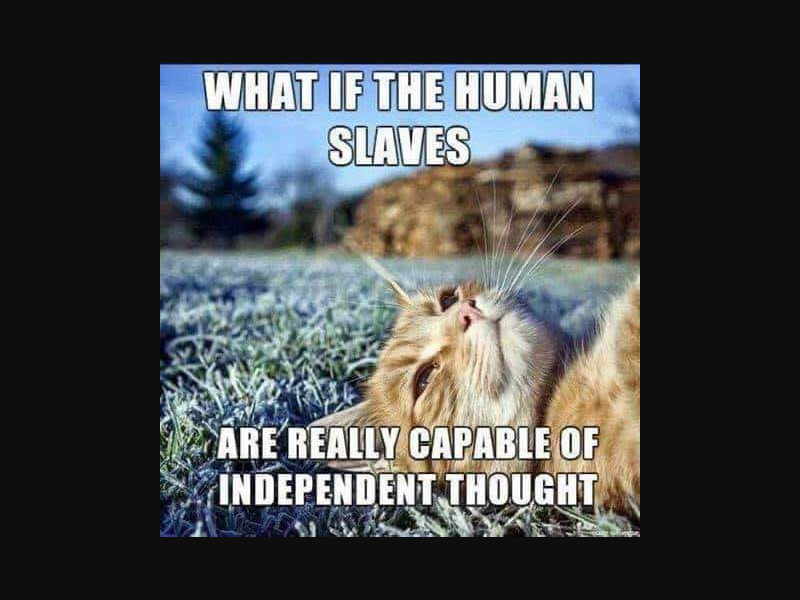 WHAT IF THE HUMAN
SLAVES
ARE REALLY CAPABLE OF
INDEPENDENT THOUGHT